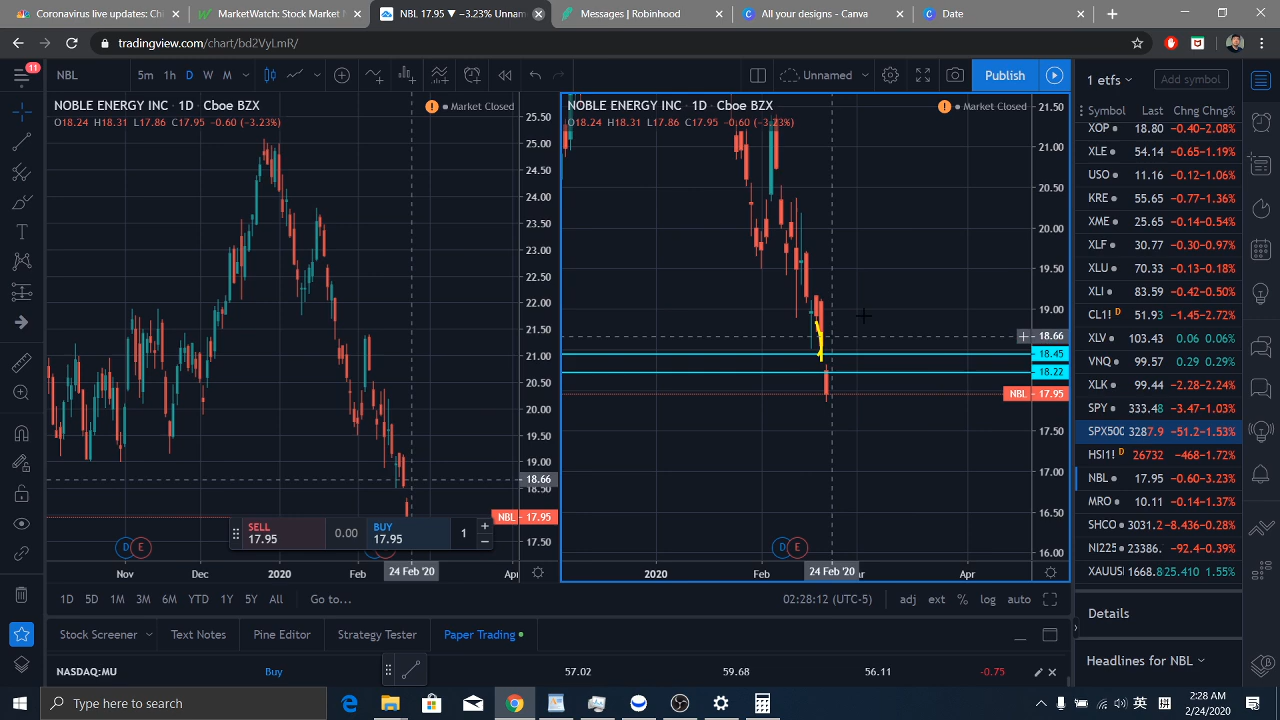 Coronavirus live updates: Chi
MarketWatch: Stock Market
NBL 17.95 ▼ −3.23% Unnam
Messages | Robinhood
All your designs - Canva
Date
tradingview.com/chart/bd2VyLmR/
11
NBL
5m 1h D W M
Unnamed
Publish
1 etfs
Add symbol
NOBLE ENERGY INC 1D Cboe BZX
Market Closed
O18.24 H18.31 L17.86 C17.95 -0.60 (-3.23%)
25.50
25.00
24.50
24.00
23.50
23.00
22.50
22.00
21.50
21.00
20.50
20.00
19.50
19.00
18.66
18.50
NBL 17.95
17.50
SELL
17.95
0.00
BUY
17.95
1
D E
Nov Dec 2020 Feb 24 Feb '20 Ap
NOBLE ENERGY INC 1D Cboe BZX
Market Closed
O18.24 H18.31 L17.86 C17.95 -0.60 (-3.23%)
21.50
21.00
20.50
20.00
19.50
19.00
18.66
18.45
18.22
NBL 17.95
17.50
17.00
16.50
16.00
D E
2020 Feb 24 Feb '20 ar Apr
Symbol Last Chng Chng%
XOP 18.80 -0.40 -2.08%
XLE 54.14 -0.65 -1.19%
USO 11.16 -0.12 -1.06%
KRE 55.65 -0.77 -1.36%
XME 25.65 -0.14 -0.54%
XLF 30.77 -0.30 -0.97%
XLU 70.33 -0.13 -0.18%
XLI 83.59 -0.42 -0.50%
CL1! D 51.93 -1.45 -2.72%
XLV 103.43 0.06 0.06%
VNQ 99.57 0.29 0.29%
XLK 99.44 -2.28 -2.24%
SPY 333.48 -3.47 -1.03%
SPX500 3287.9 -51.2 -1.53%
HSI1! D 26732 -468 -1.72%
NBL 17.95 -0.60 -3.23%
MRO 10.11 -0.14 -1.37%
SHCO 3031.2 -8.436 -0.28%
NI225 23386. -92.4 -0.39%
XAUUS 1668.8 25.410 1.55%
1D 5D 1M 3M 6M YTD 1Y 5Y All Go to...
02:28:12 (UTC-5) adj ext % log auto
Details
Stock Screener Text Notes Pine Editor Strategy Tester Paper Trading
Headlines for NBL
NASDAQ:MU Buy 57.02 59.68 56.11 -0.75
Type here to search
英 拼
2:28 AM
2/24/2020